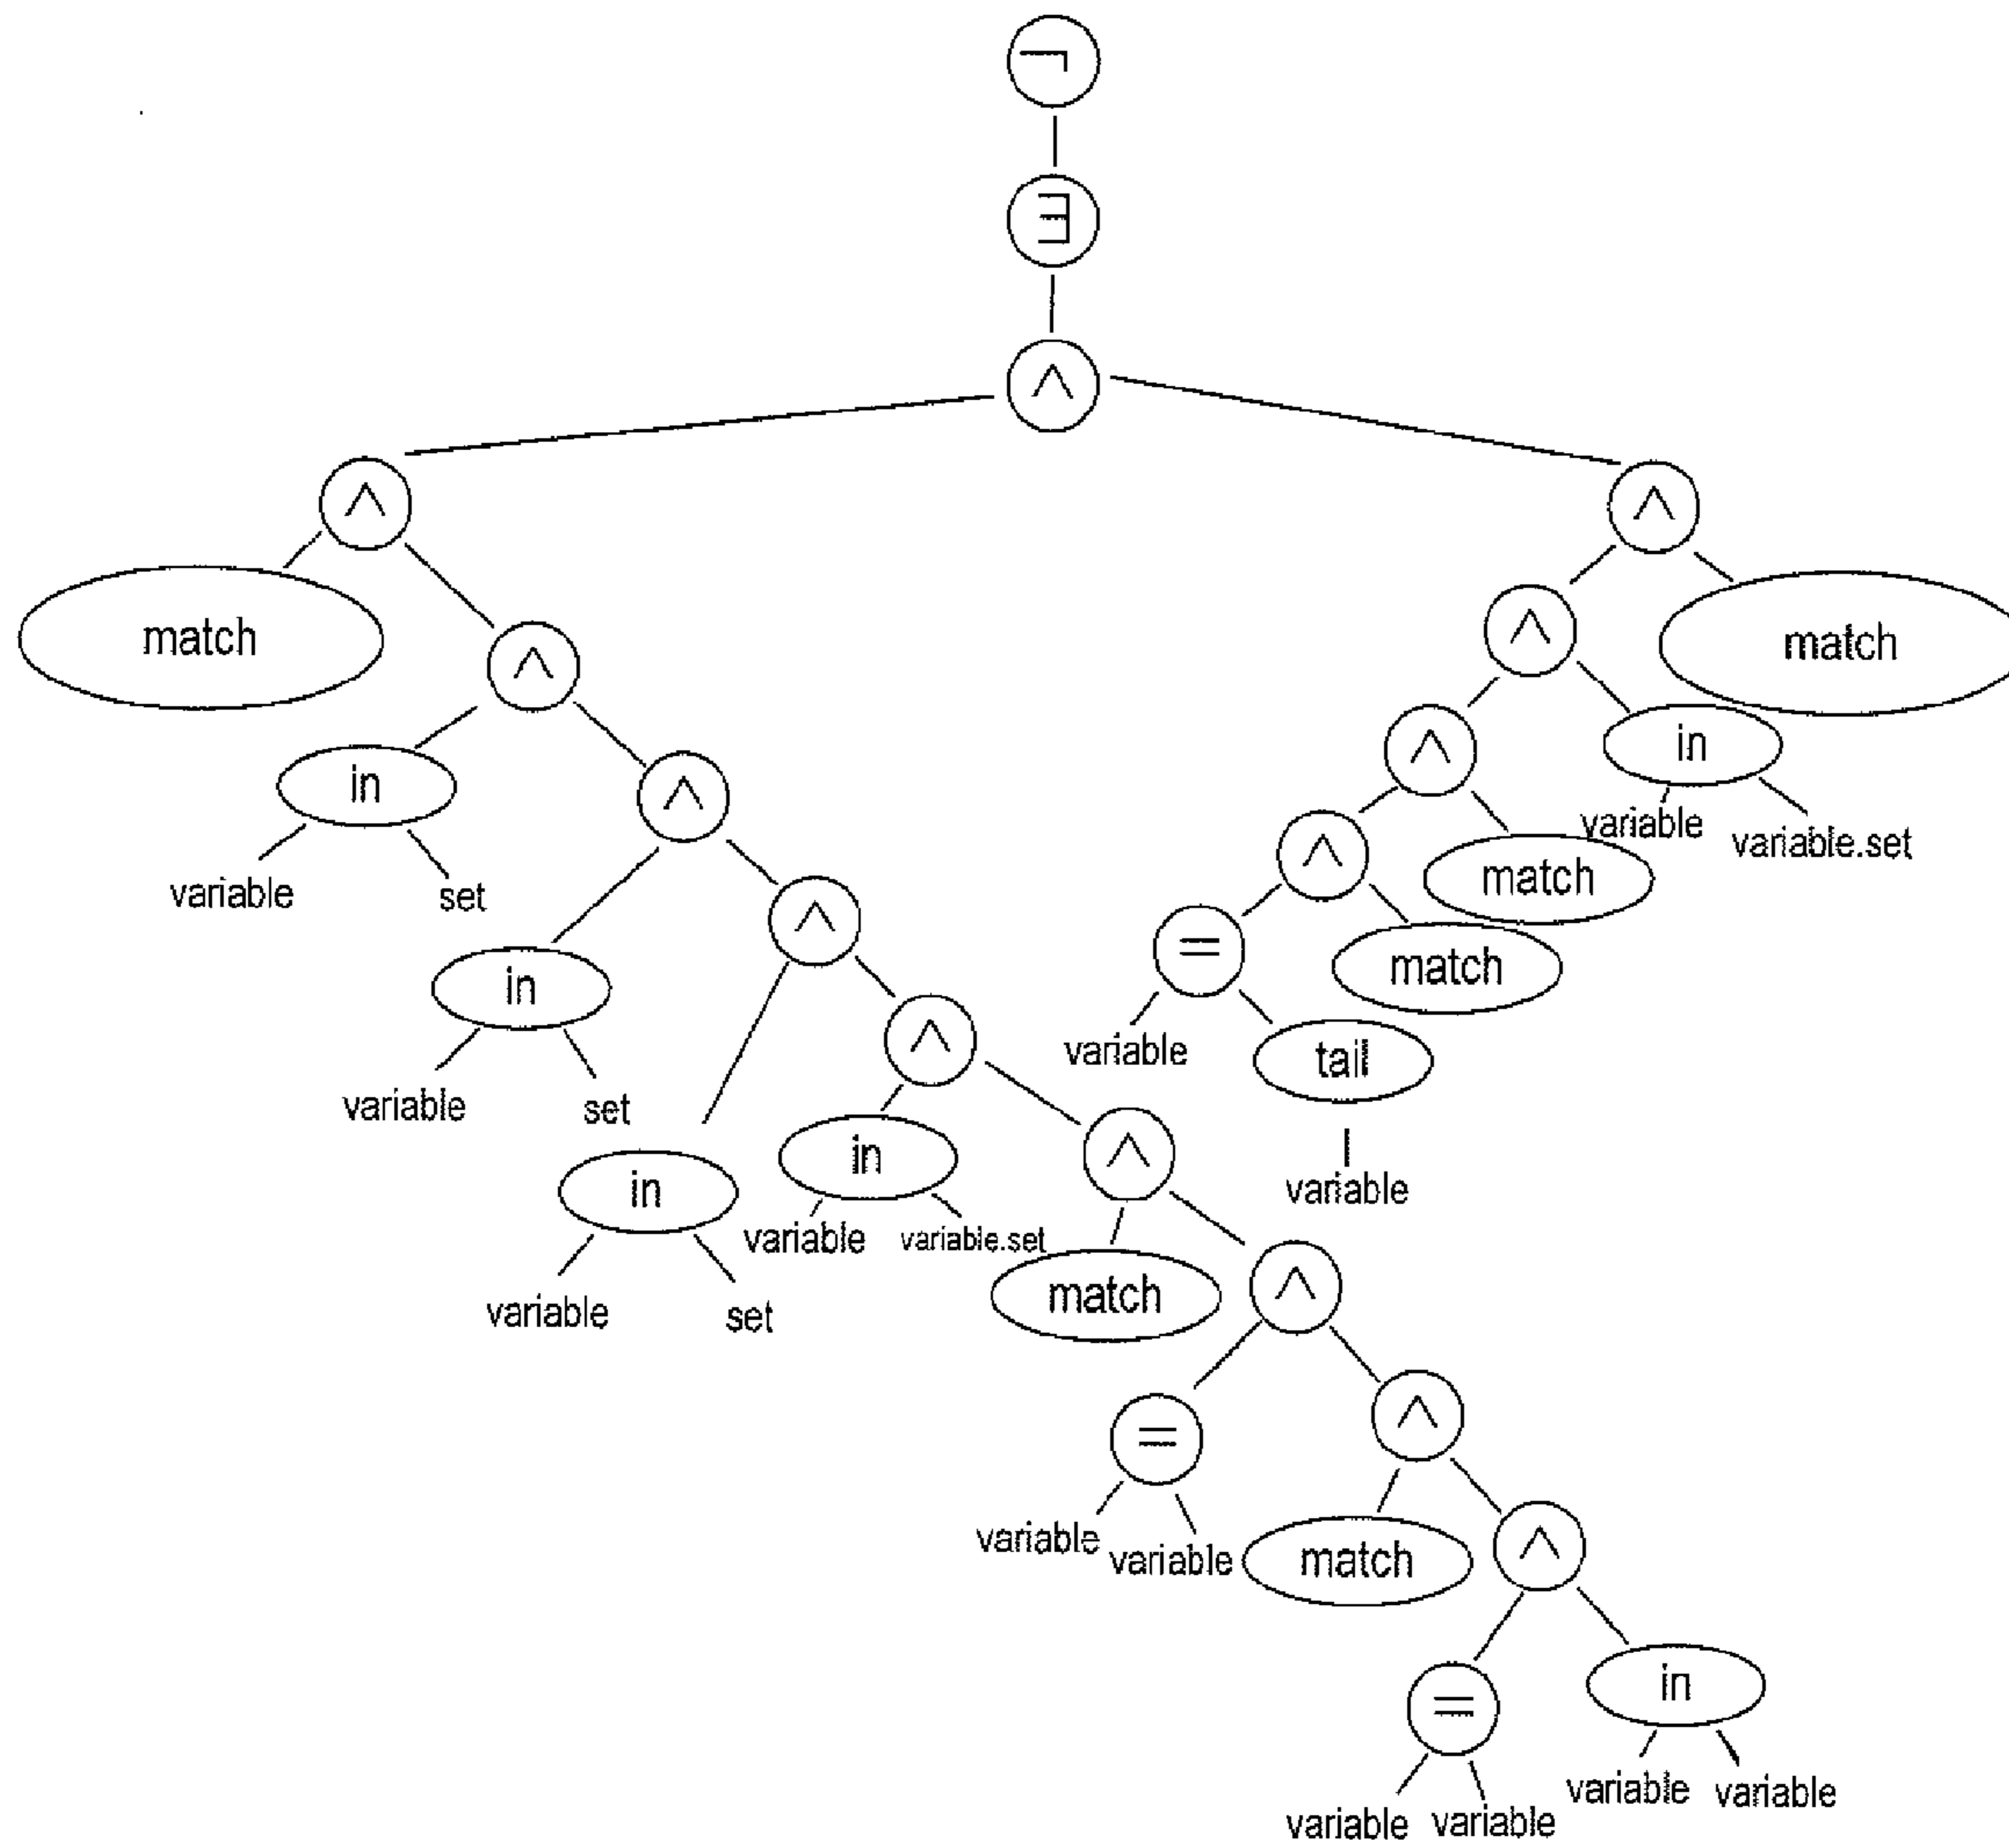 ¬
∃
∧
∧ ∧
match ∧ ∧ match
in ∧ ∧ in
variable set ∧ ∧ match variable variable.set
in ∧ = match
variable set variable tail
in in ∧ variable
variable set variable variable.set match ∧
= ∧
variable variable match ∧
= in
variable variable variable variable